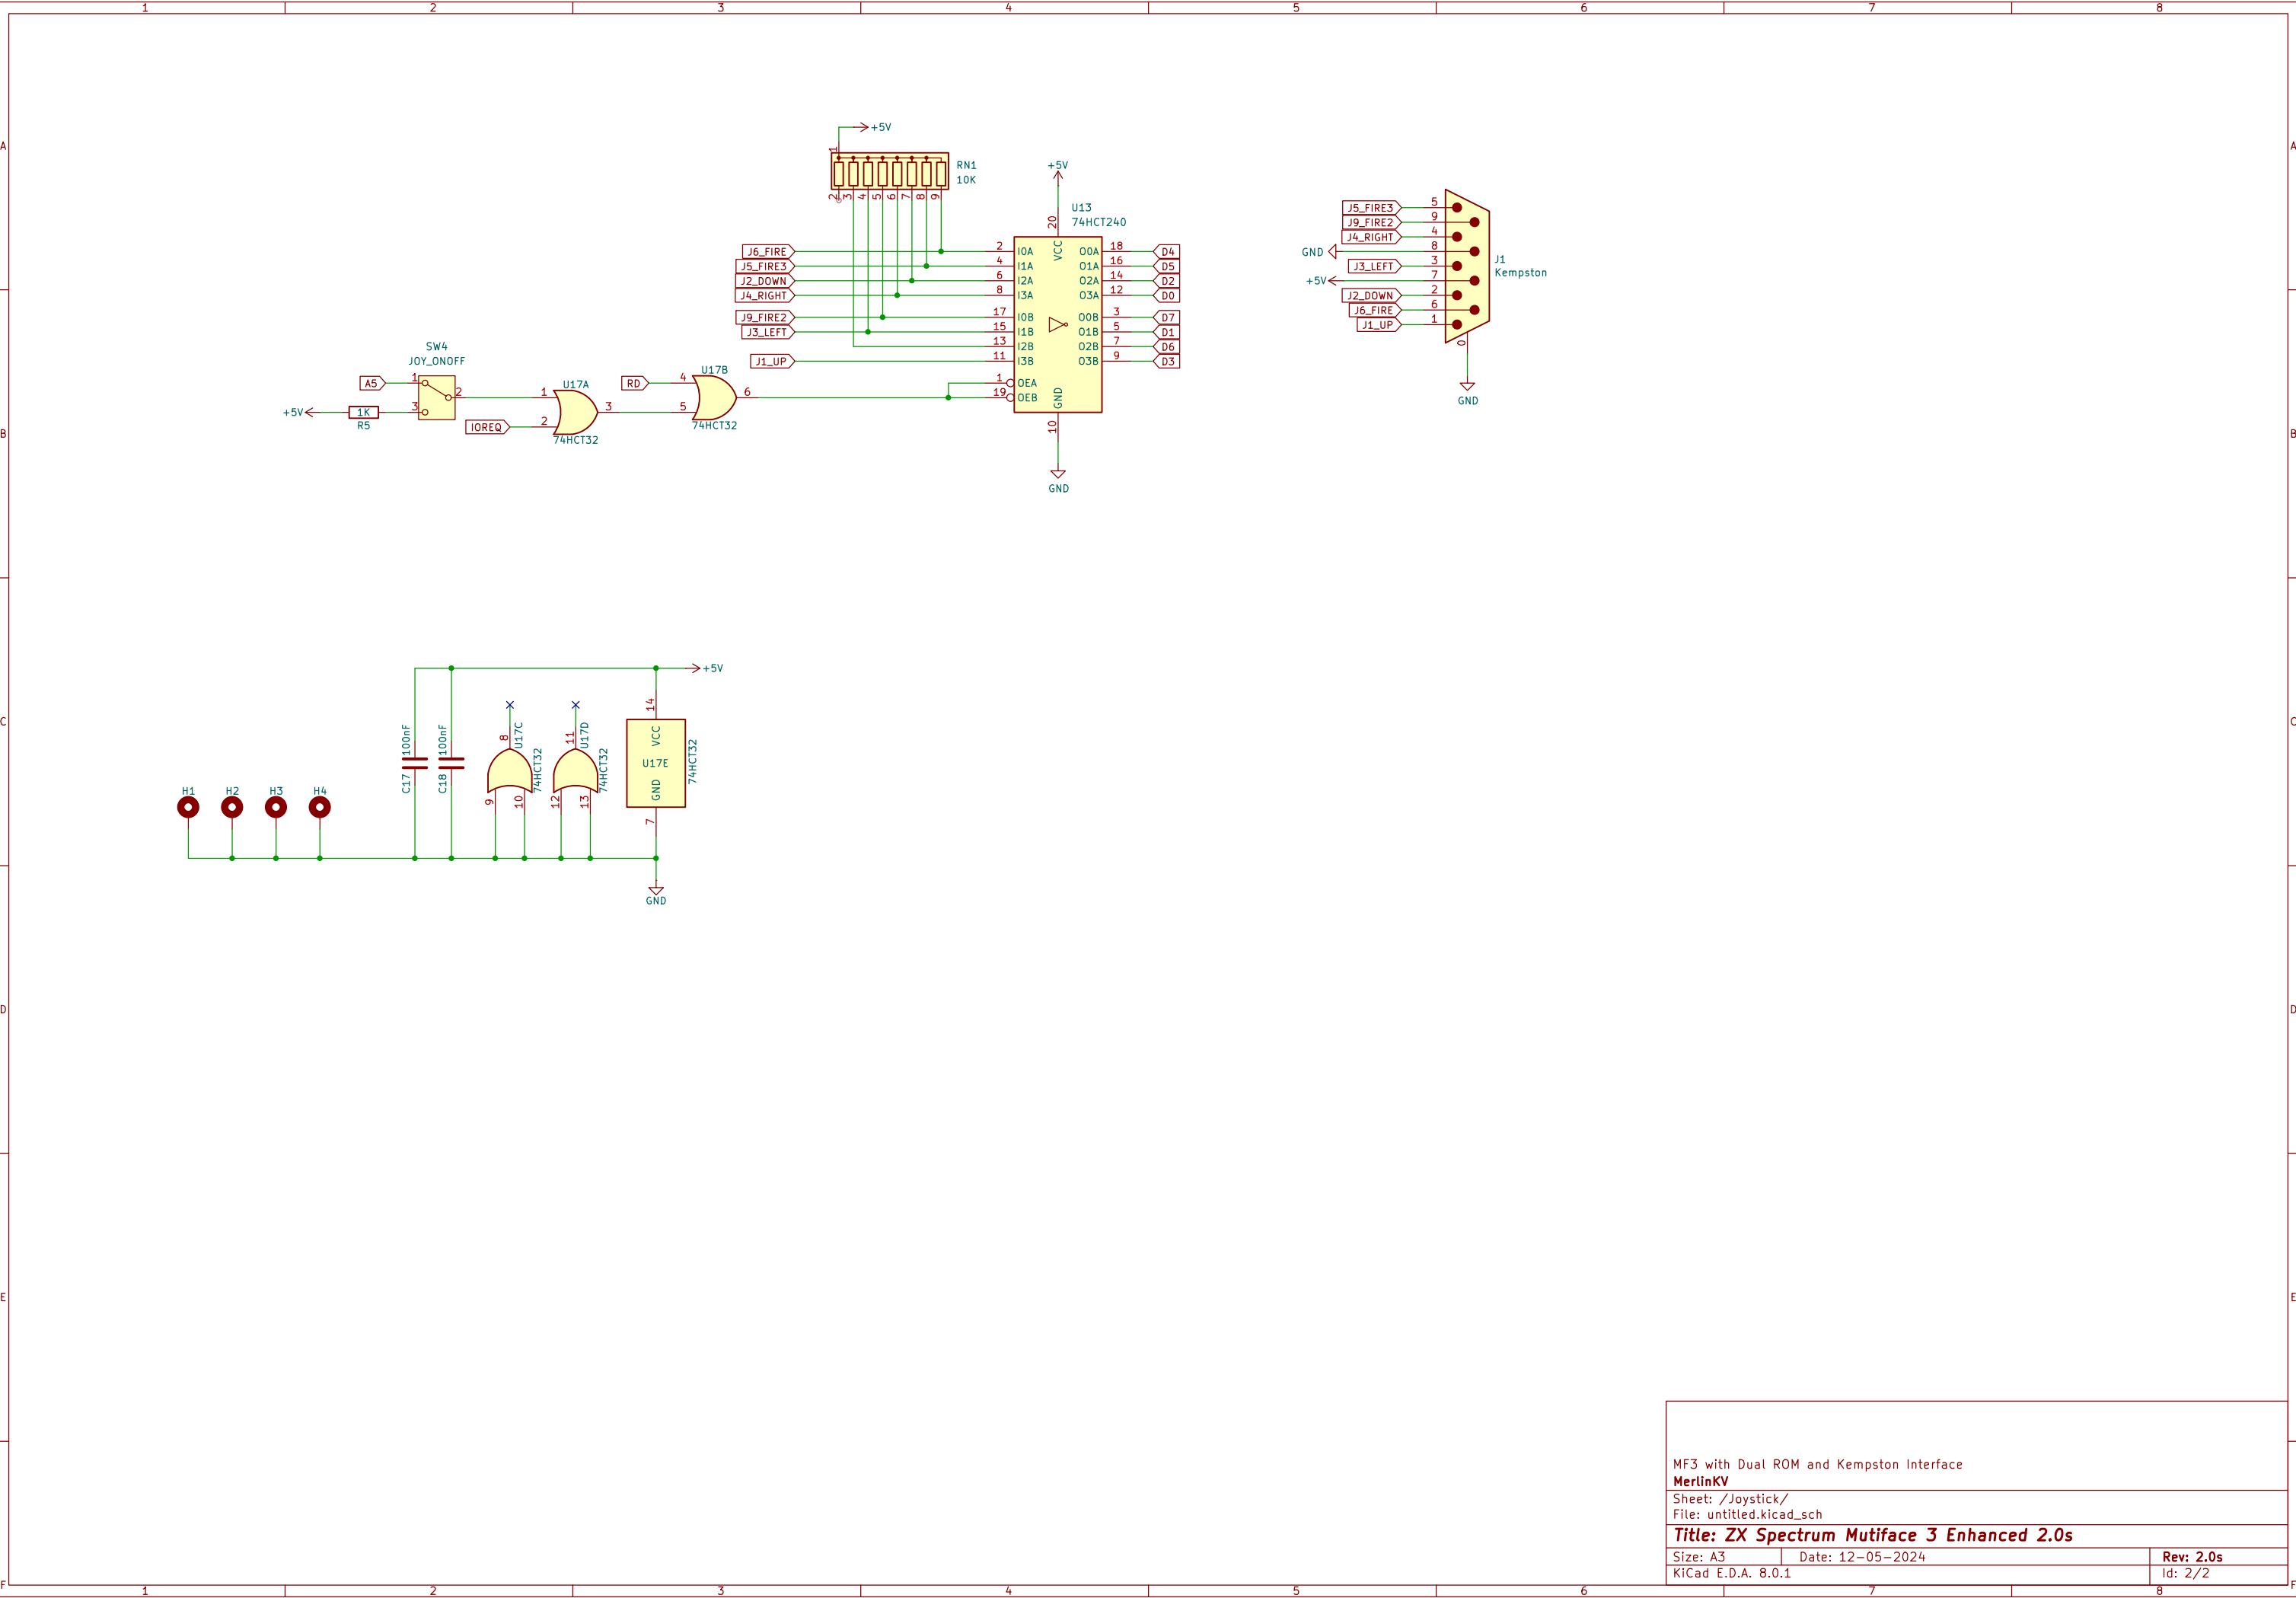 1 2 3 4 5 6 7 8
A A
B B
C C
D D
E E
F F
+5V
1
RN1
10K
2 3 4 5 6 7 8 9
+5V
U13
74HCT240
20
VCC
J6_FIRE 2 I0A O0A 18 D4
J5_FIRE3 4 I1A O1A 16 D5
J2_DOWN 6 I2A O2A 14 D2
J4_RIGHT 8 I3A O3A 12 D0
J9_FIRE2 17 I0B O0B 3 D7
J3_LEFT 15 I1B O1B 5 D1
13 I2B O2B 7 D6
J1_UP 11 I3B O3B 9 D3
1 OEA
19 OEB
GND
10
GND
J5_FIRE3 5
J9_FIRE2 9
J4_RIGHT 4
GND 8
J3_LEFT 3
+5V 7
J2_DOWN 2
J6_FIRE 6
J1_UP 1
0
GND
J1
Kempston
SW4
JOY_ONOFF
A5 1
2
+5V 1K 3
R5
IOREQ
U17A
1
2
3
74HCT32
RD
U17B
4
5
6
74HCT32
+5V
C17 100nF
C18 100nF
U17C
8
9
10
74HCT32
U17D
11
12
13
74HCT32
14
VCC
U17E
GND
7
74HCT32
GND
H1 H2 H3 H4
MF3 with Dual ROM and Kempston Interface
MerlinKV
Sheet: /Joystick/
File: untitled.kicad_sch
Title: ZX Spectrum Mutiface 3 Enhanced 2.0s
Size: A3 Date: 12-05-2024 Rev: 2.0s
KiCad E.D.A. 8.0.1 Id: 2/2
1 2 3 4 5 6 7 8